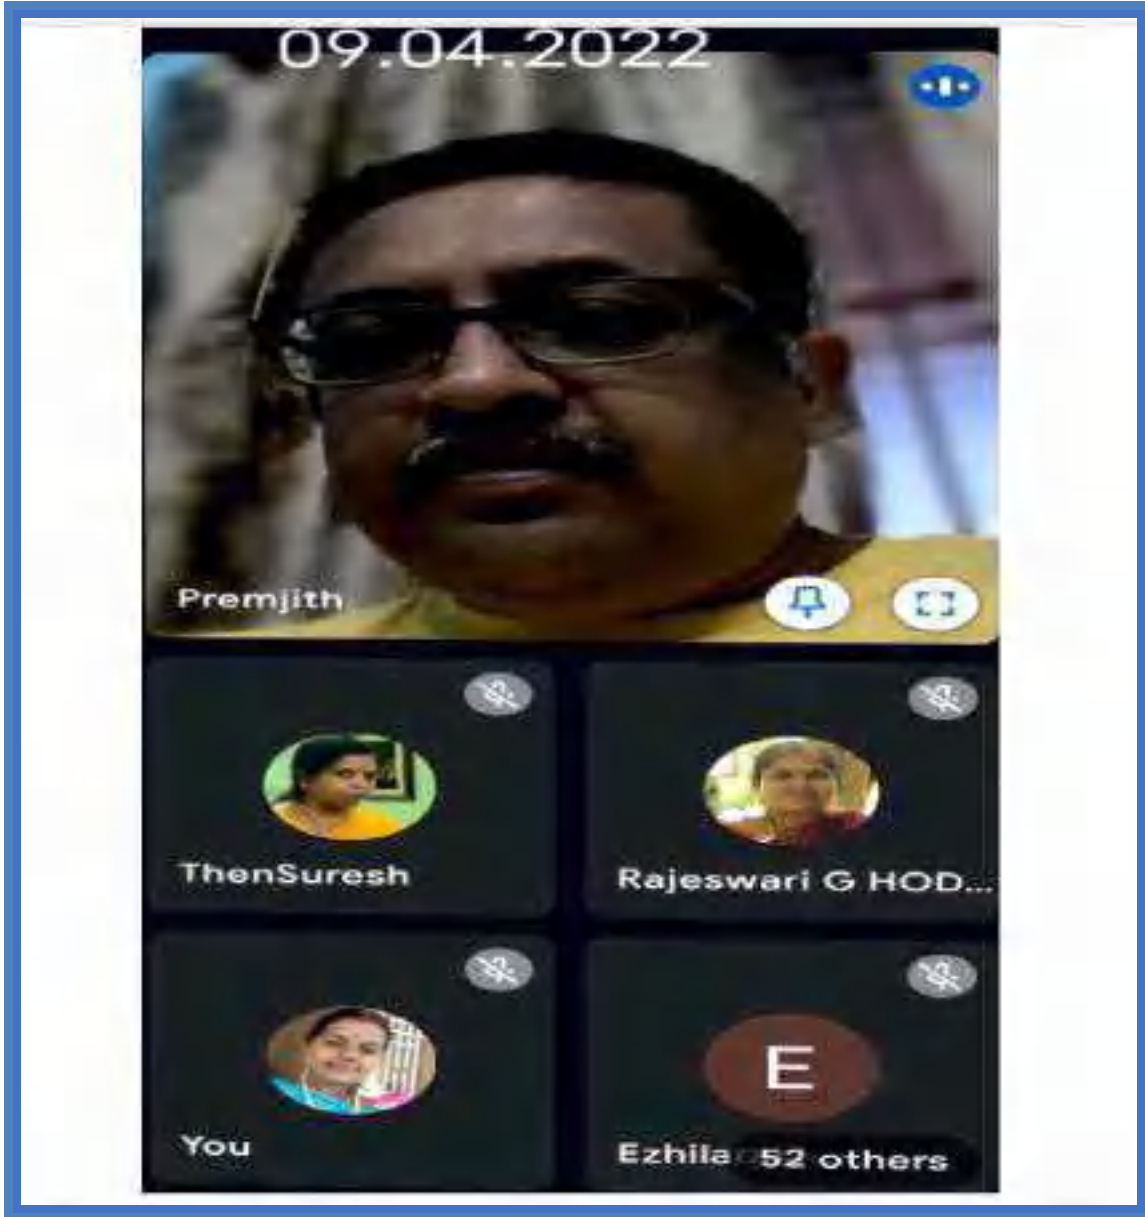 09.04.2022
Premjith
ThenSuresh
Rajeswari G HOD...
You
E
Ezhila
52 others